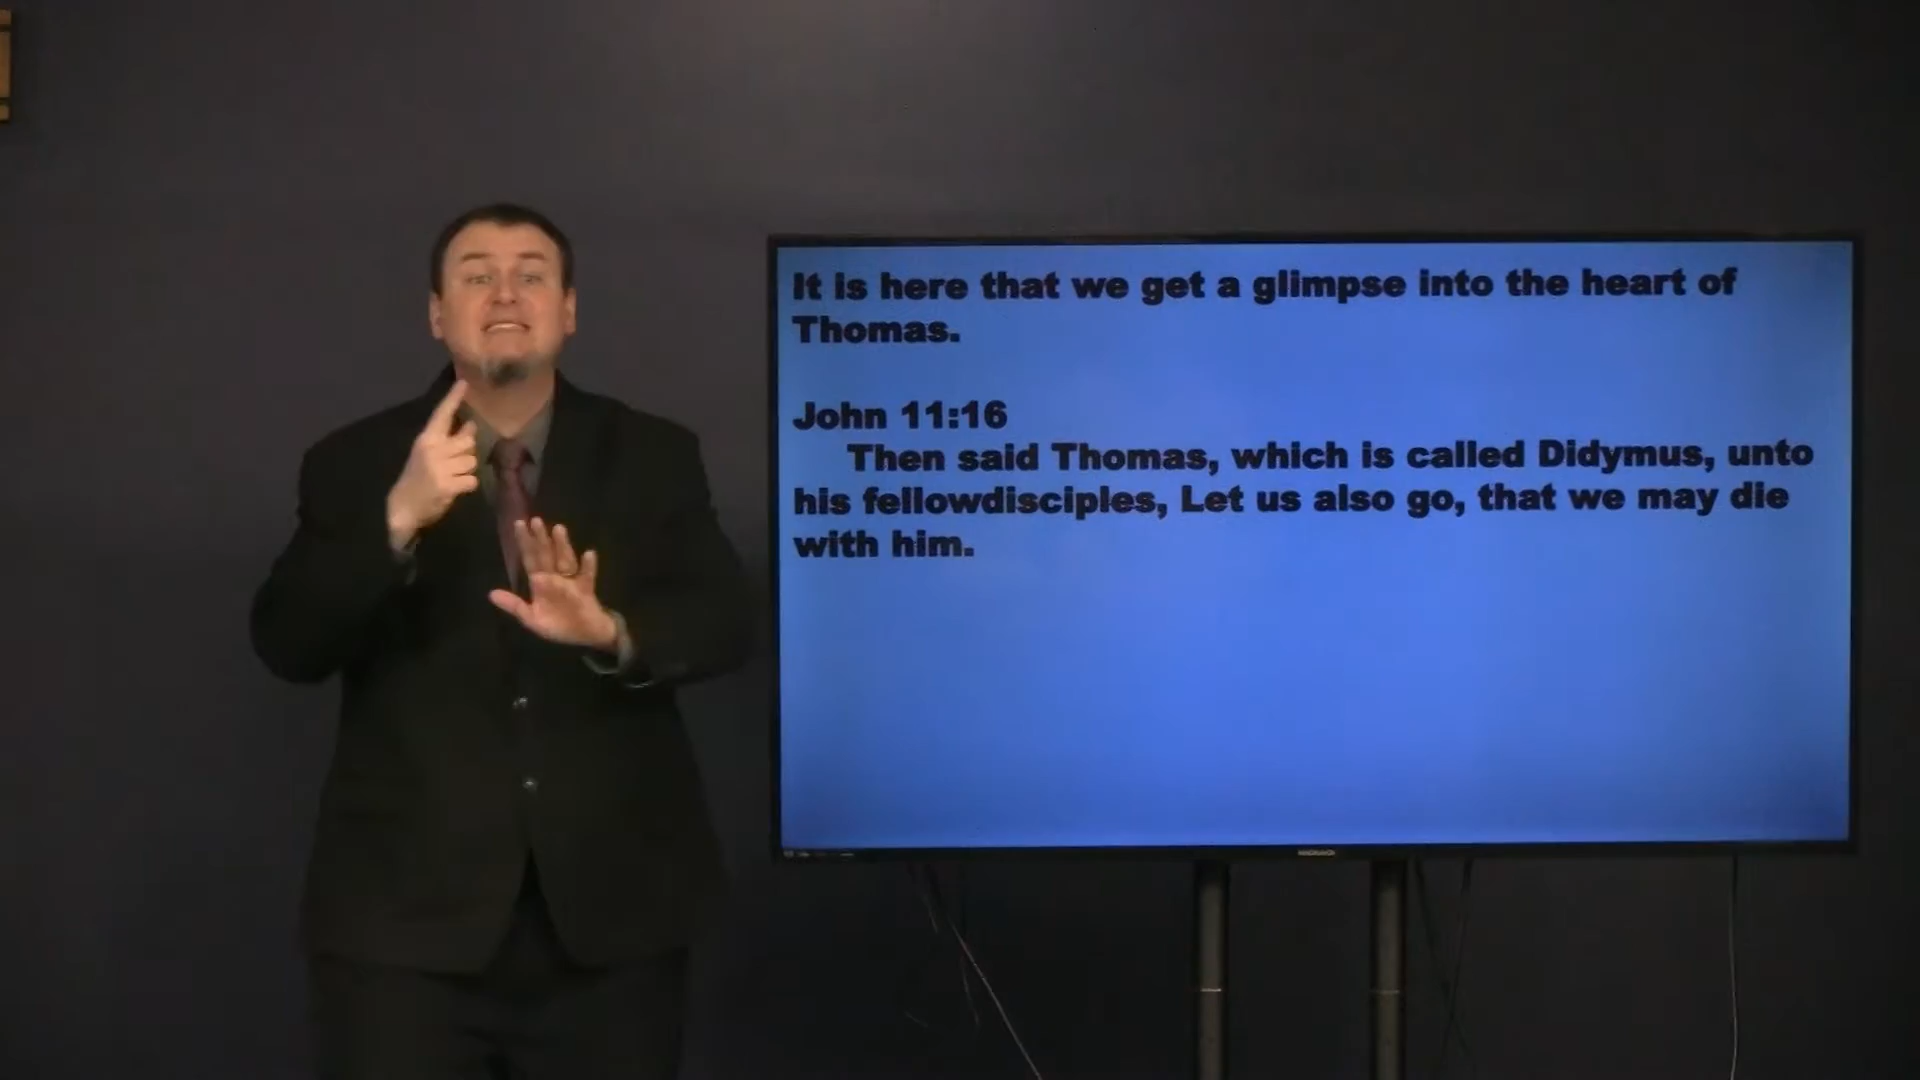 It is here that we get a glimpse into the heart of
Thomas.
John 11:16
Then said Thomas, which is called Didymus, unto
his fellowdisciples, Let us also go, that we may die
with him.